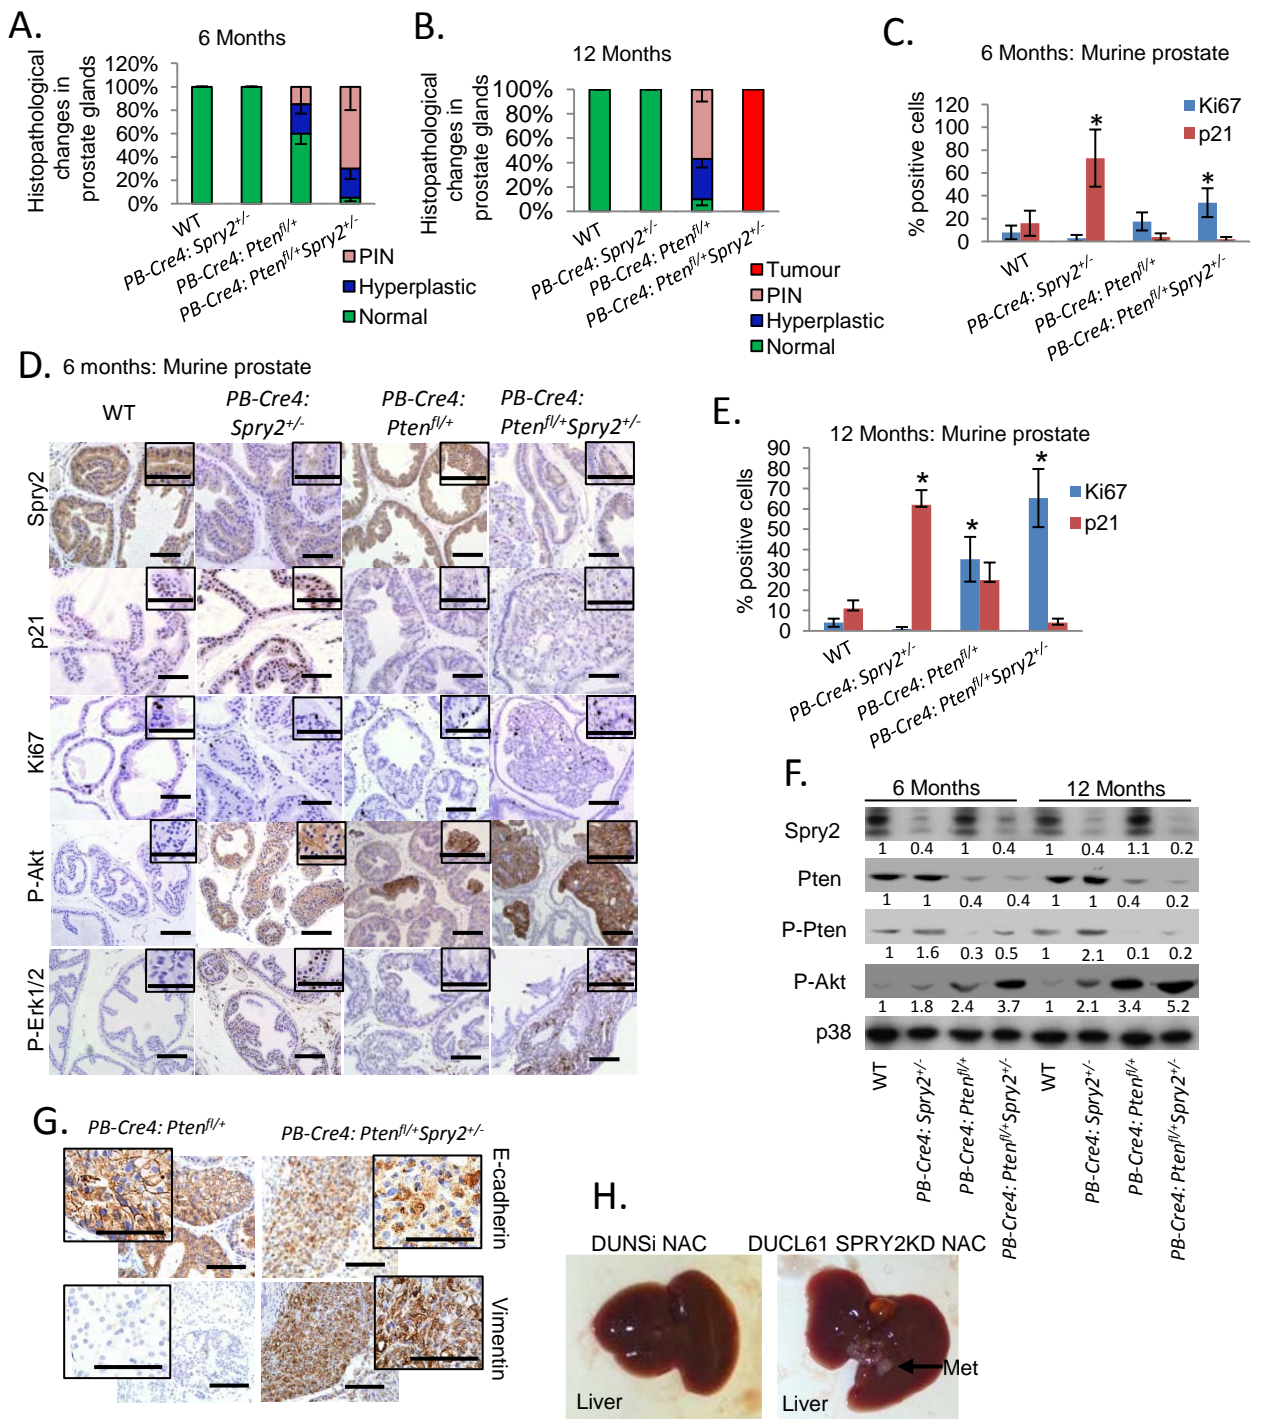 A.
6 Months
Histopathological changes in prostate glands
120%
100%
80%
60%
40%
20%
0%
WT
PB-Cre4: Spry2+/-
PB-Cre4: Ptenfl/+
PB-Cre4: Ptenfl/+Spry2+/-
PIN
Hyperplastic
Normal
B.
12 Months
Histopathological changes in prostate glands
100%
80%
60%
40%
20%
0%
WT
PB-Cre4: Spry2+/-
PB-Cre4: Ptenfl/+
PB-Cre4: Ptenfl/+Spry2+/-
Tumour
PIN
Hyperplastic
Normal
C.
6 Months: Murine prostate
% positive cells
120
100
80
60
40
20
0
*
*
Ki67
p21
WT
PB-Cre4: Spry2+/-
PB-Cre4: Ptenfl/+
PB-Cre4: Ptenfl/+Spry2+/-
D. 6 months: Murine prostate
WT
PB-Cre4: Spry2+/-
PB-Cre4: Ptenfl/+
PB-Cre4: Ptenfl/+Spry2+/-
Spry2
p21
Ki67
P-Akt
P-Erk1/2
E.
12 Months: Murine prostate
% positive cells
90
80
70
60
50
40
30
20
10
0
*
*
*
Ki67
p21
WT
PB-Cre4: Spry2+/-
PB-Cre4: Ptenfl/+
PB-Cre4: Ptenfl/+Spry2+/-
F.
6 Months 12 Months
Spry2
1 0.4 1 0.4 1 0.4 1.1 0.2
Pten
1 1 0.4 0.4 1 1 0.4 0.2
P-Pten
1 1.6 0.3 0.5 1 2.1 0.1 0.2
P-Akt
1 1.8 2.4 3.7 1 2.1 3.4 5.2
p38
WT
PB-Cre4: Spry2+/-
PB-Cre4: Ptenfl/+
PB-Cre4: Ptenfl/+Spry2+/-
WT
PB-Cre4: Spry2+/-
PB-Cre4: Ptenfl/+
PB-Cre4: Ptenfl/+Spry2+/-
G.
PB-Cre4: Ptenfl/+
PB-Cre4: Ptenfl/+Spry2+/-
E-cadherin
Vimentin
H.
DUNSi NAC
DUCL61 SPRY2KD NAC
Liver
Liver
Met